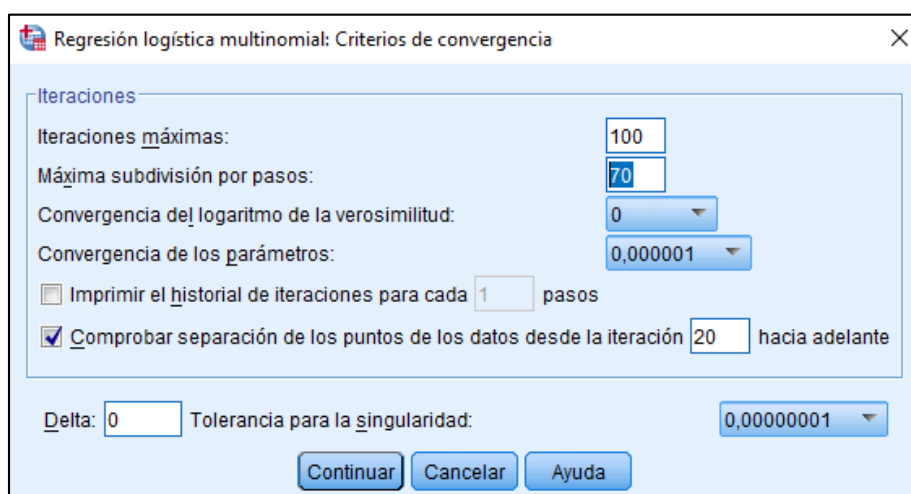 Regresión logística multinomial: Criterios de convergencia
Iteraciones
Iteraciones máximas: 100
Máxima subdivisión por pasos: 70
Convergencia del logaritmo de la verosimilitud: 0
Convergencia de los parámetros: 0,000001
Imprimir el historial de iteraciones para cada 1 pasos
Comprobar separación de los puntos de los datos desde la iteración 20 hacia adelante
Delta: 0 Tolerancia para la singularidad: 0,00000001
Continuar Cancelar Ayuda